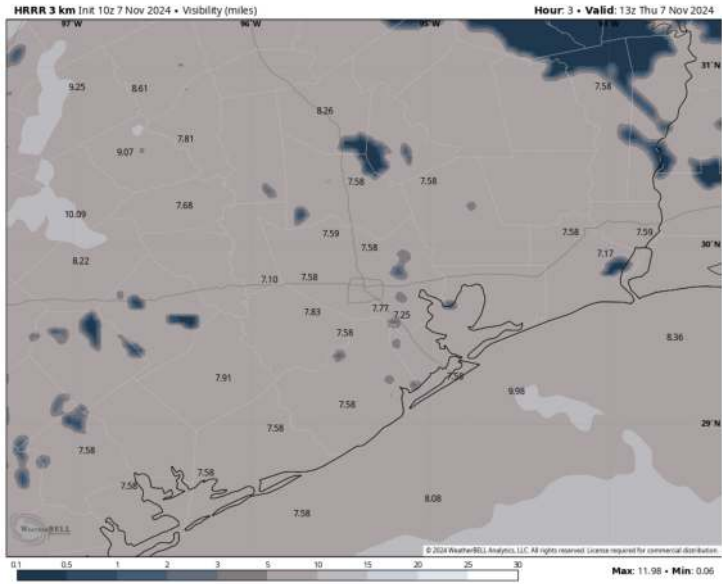 HRRR 3 km Init 10z 7 Nov 2024 • Visibility (miles)
Hour: 3 • Valid: 13z Thu 7 Nov 2024
97°W 96°W 95°W
31°N
9.25 8.61 7.58
8.26
7.81
9.07
7.58 7.58
7.68
10.09
7.59 7.58 7.59
30°N
7.58
7.17
8.22
7.10 7.58
7.83 7.77
7.25
7.58 8.36
7.91 7.58
9.98
7.58
29°N
7.58
7.58
7.58
7.58
8.08
7.58
WeatherBELL
© 2024 WeatherBELL Analytics, LLC. All rights reserved. License required for commercial distribution.
0.1 0.5 1 2 3 5 10 15 20 25 30
Max: 11.98 • Min: 0.06